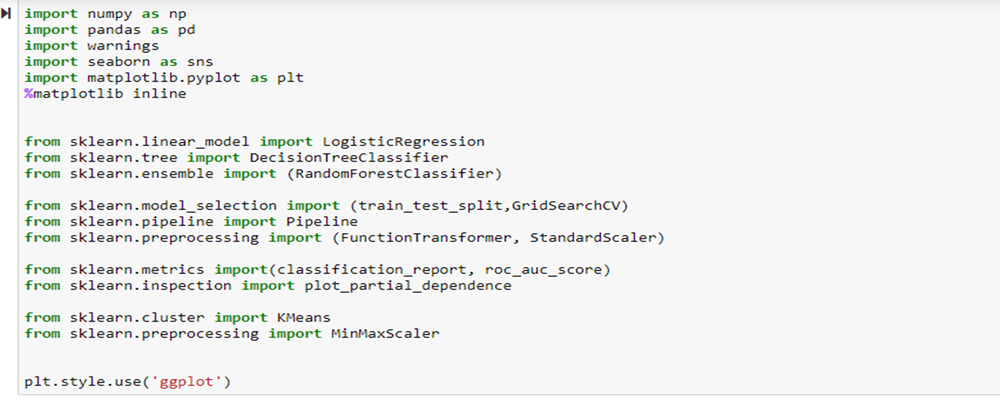 import numpy as np
import pandas as pd
import warnings
import seaborn as sns
import matplotlib.pyplot as plt
%matplotlib inline
from sklearn.linear_model import LogisticRegression
from sklearn.tree import DecisionTreeClassifier
from sklearn.ensemble import (RandomForestClassifier)
from sklearn.model_selection import (train_test_split,GridSearchCV)
from sklearn.pipeline import Pipeline
from sklearn.preprocessing import (FunctionTransformer, StandardScaler)
from sklearn.metrics import(classification_report, roc_auc_score)
from sklearn.inspection import plot_partial_dependence
from sklearn.cluster import KMeans
from sklearn.preprocessing import MinMaxScaler
plt.style.use('ggplot')